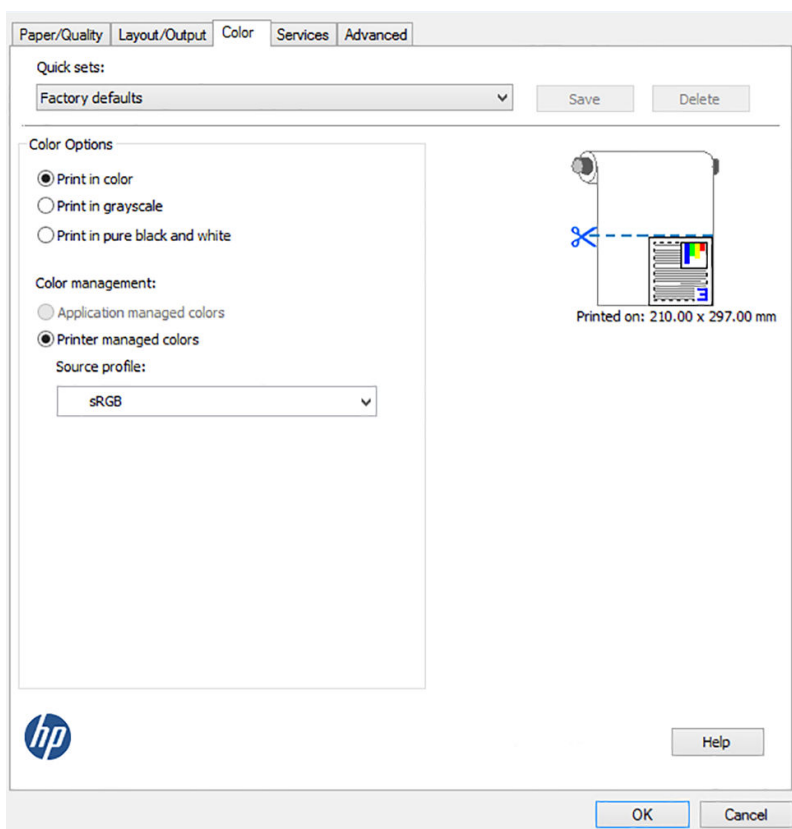 Paper/Quality Layout/Output Color Services Advanced
Quick sets:
Factory defaults Save Delete
Color Options
Print in color
Print in grayscale
Print in pure black and white
Color management:
Application managed colors
Printer managed colors
Source profile:
sRGB
3
Printed on: 210.00 x 297.00 mm
hp
Help
OK Cancel